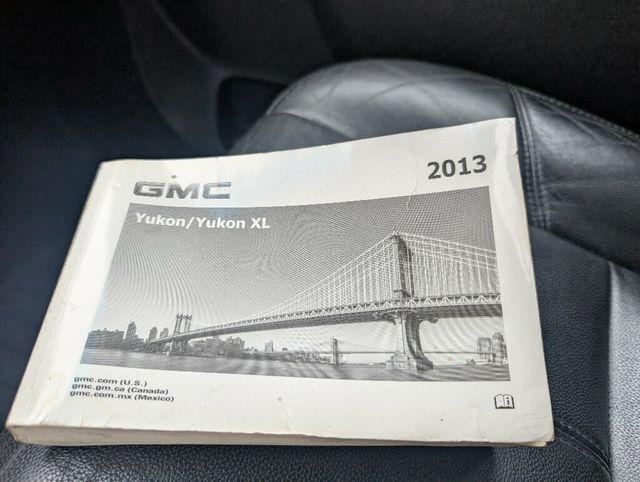 GMC
2013
Yukon/Yukon XL
gmc.com (U.S.)
gmc.gm.ca (Canada)
gmc.com.mx (Mexico)